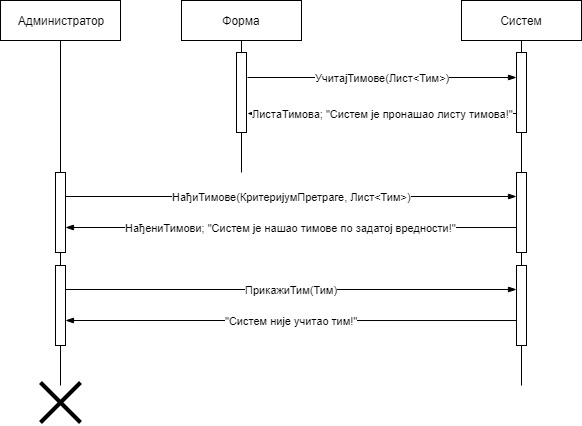 Администратор
Форма
Систем
УчитајТимове(Лист<Тим>)
ЛистаТимова; "Систем је пронашао листу тимова!"
НађиТимове(КритеријумПретраге, Лист<Тим>)
НађениТимови; "Систем је нашао тимове по задатој вредности!"
ПрикажиТим(Тим)
"Систем није учитао тим!"